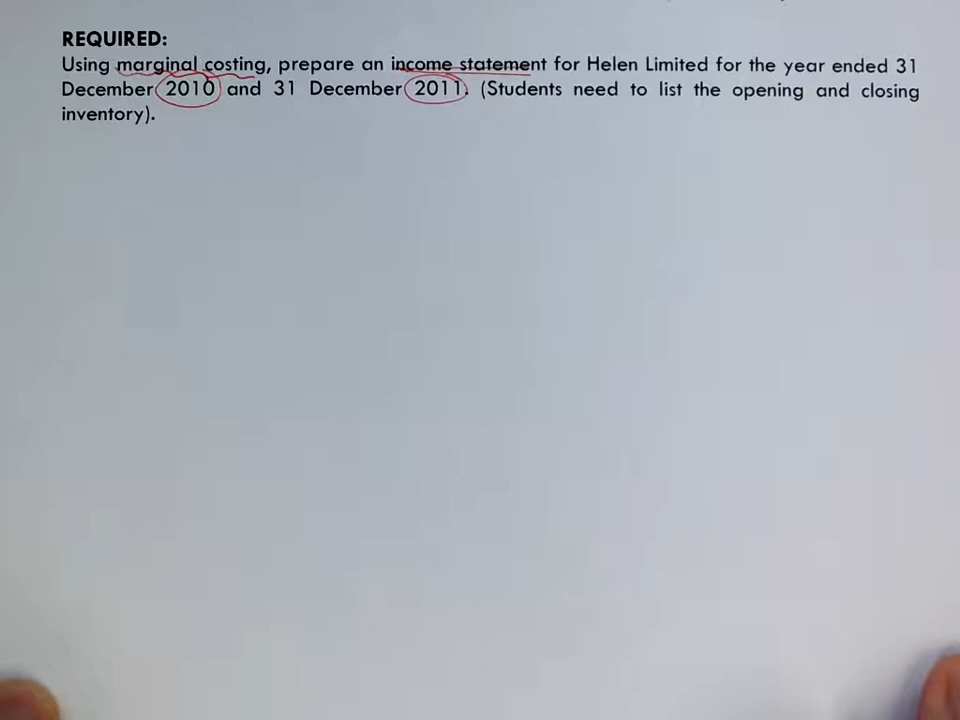 REQUIRED:
Using marginal costing, prepare an income statement for Helen Limited for the year ended 31
December 2010 and 31 December 2011. (Students need to list the opening and closing
inventory).